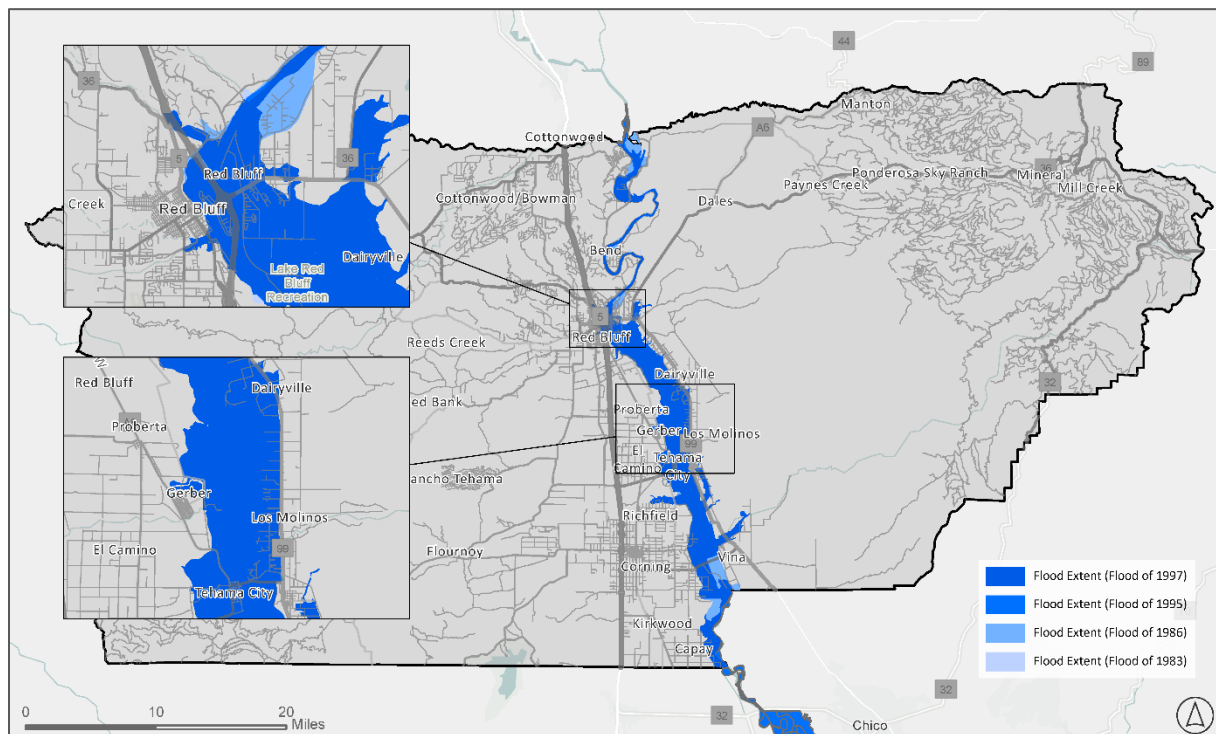 44
89
36
Manton
Cottonwood
A6
5
36
Red Bluff
Ponderosa Sky Ranch
36
Mineral
Paynes Creek
Mill Creek
Creek
Red Bluff
Cottonwood/Bowman
Dales
Dairyville
Bend
Lake Red
Bluff
Recreation
5
Red Bluff
Reeds Creek
32
Dairyville
Red Bluff
Dairyville
ed Bank
Proberta
Proberta
Gerber
Los Molinos
99
El
Camino
Tehama
City
ancho Tehama
Gerber
Los Molinos
Richfield
El Camino
99
Flournoy
Vina
Corning
Tehama City
Kirkwood
Capay
Flood Extent (Flood of 1997)
Flood Extent (Flood of 1995)
Flood Extent (Flood of 1986)
Flood Extent (Flood of 1983)
32
32
Chico
0 10 20
Miles